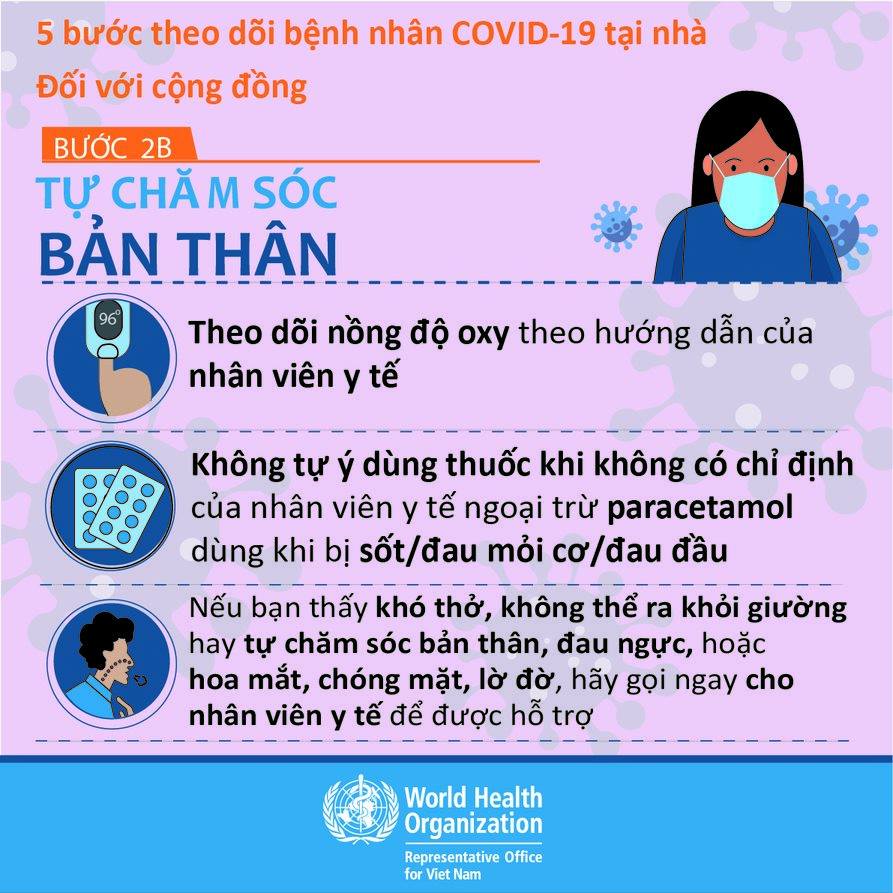 5 bước theo dõi bệnh nhân COVID-19 tại nhà
Đối với cộng đồng
BƯỚC 2B
TỰ CHĂM SÓC
BẢN THÂN
96°
Theo dõi nồng độ oxy theo hướng dẫn của
nhân viên y tế
Không tự ý dùng thuốc khi không có chỉ định
của nhân viên y tế ngoại trừ paracetamol
dùng khi bị sốt/đau mỏi cơ/đau đầu
Nếu bạn thấy khó thở, không thể ra khỏi giường
hay tự chăm sóc bản thân, đau ngực, hoặc
hoa mắt, chóng mặt, lờ đờ, hãy gọi ngay cho
nhân viên y tế để được hỗ trợ
World Health
Organization
Representative Office
for Viet Nam